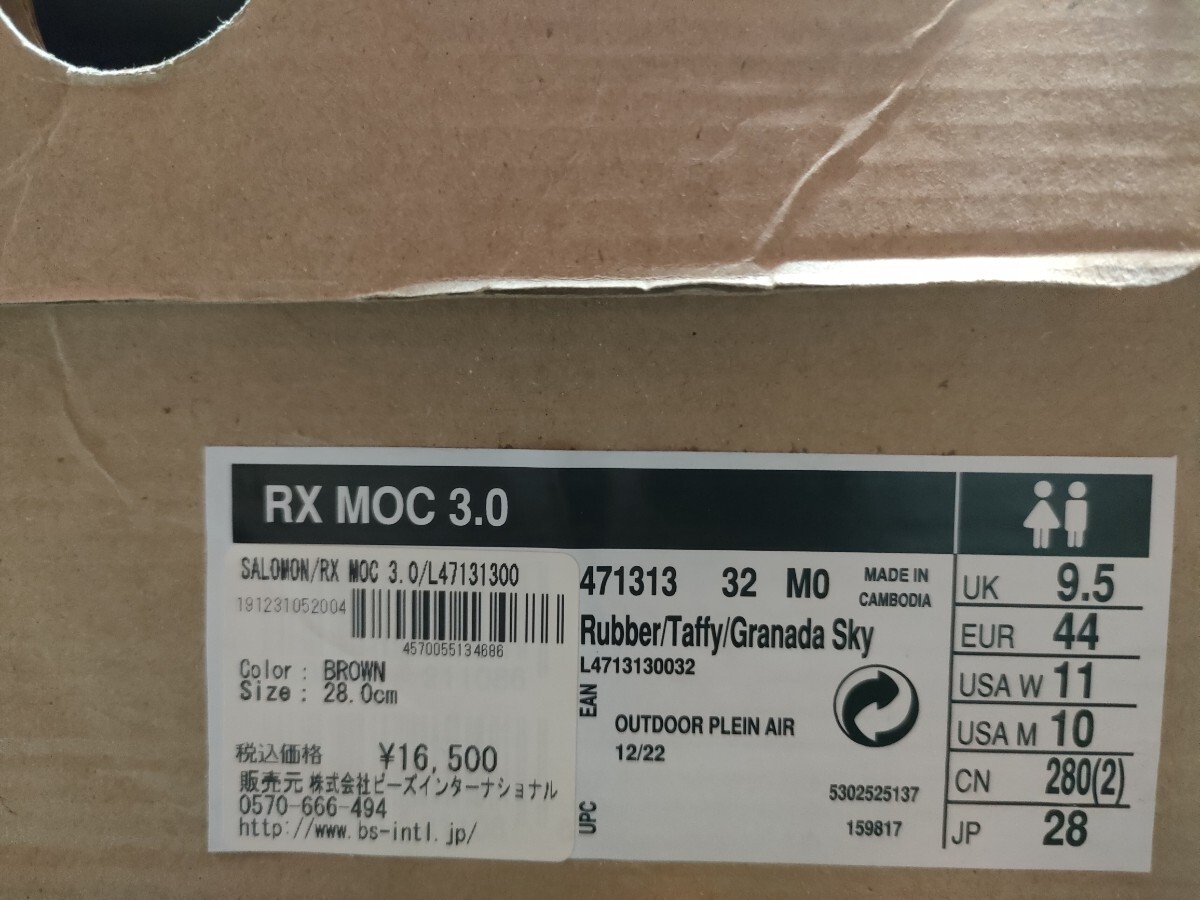 RX MOC 3.0
SALOMON/RX MOC 3.0/L47131300
191231052004
4570055134886
Color : BROWN
Size : 28.0cm
税込価格 ¥16,500
販売元 株式会社ビーズインターナショナル
0570-666-494
http://www.bs-intl.jp/
471313 32 M0 MADE IN CAMBODIA
Rubber/Taffy/Granada Sky
L4713130032
EAN
OUTDOOR PLEIN AIR
12/22
UPC
5302525137
159817
UK 9.5
EUR 44
USA W 11
USA M 10
CN 280(2)
JP 28